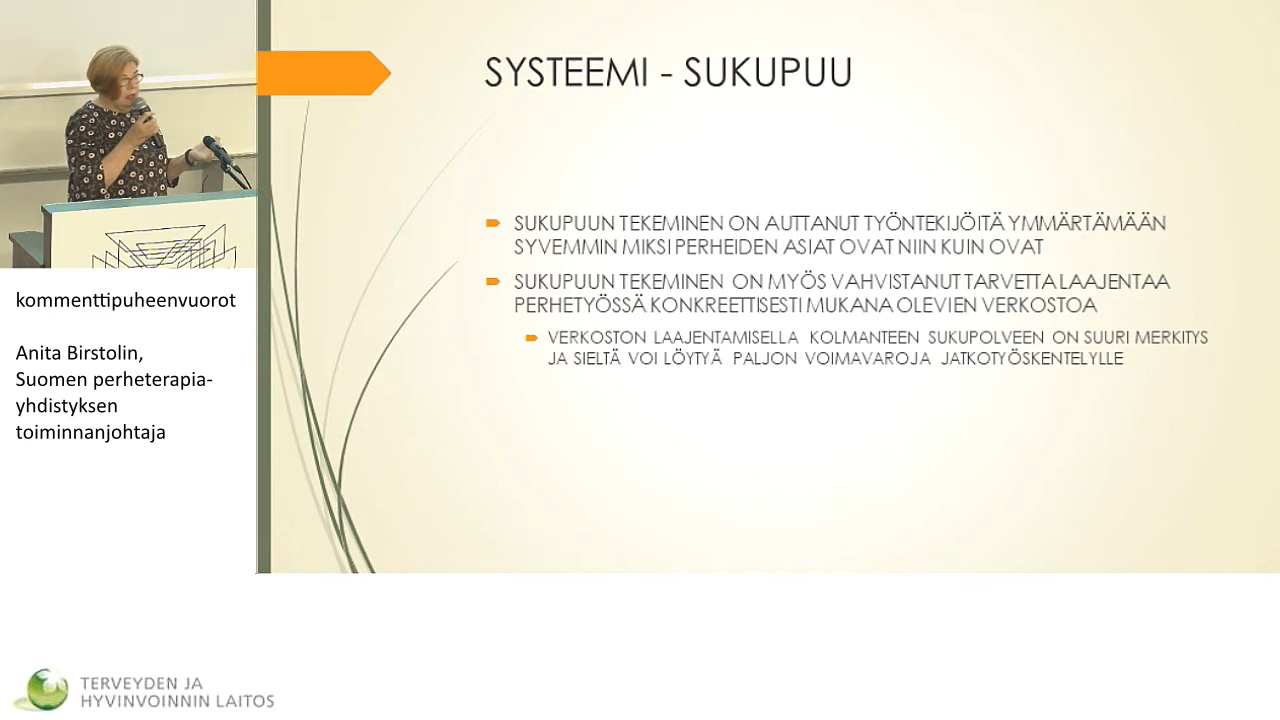 SYSTEEMI - SUKUPUU
SUKUPUUN TEKEMINEN ON AUTTANUT TYÖNTEKIJÖITÄ YMMÄRTÄMÄÄN
SYVEMMIN MIKSI PERHEIDEN ASIAT OVAT NIIN KUIN OVAT
SUKUPUUN TEKEMINEN ON MYÖS VAHVISTANUT TARVETTA LAAJENTAA
PERHETYÖSSÄ KONKREETTISESTI MUKANA OLEVIEN VERKOSTOA
VERKOSTON LAAJENTAMISELLA KOLMANTEEN SUKUPOLVEEN ON SUURI MERKITYS
JA SIELTÄ VOI LÖYTYÄ PALJON VOIMAVAROJA JATKOTYÖSKENTELYLLE
kommenttipuheenvuorot
Anita Birstolin,
Suomen perheterapia-
yhdistyksen
toiminnanjohtaja
TERVEYDEN JA
HYVINVOINNIN LAITOS